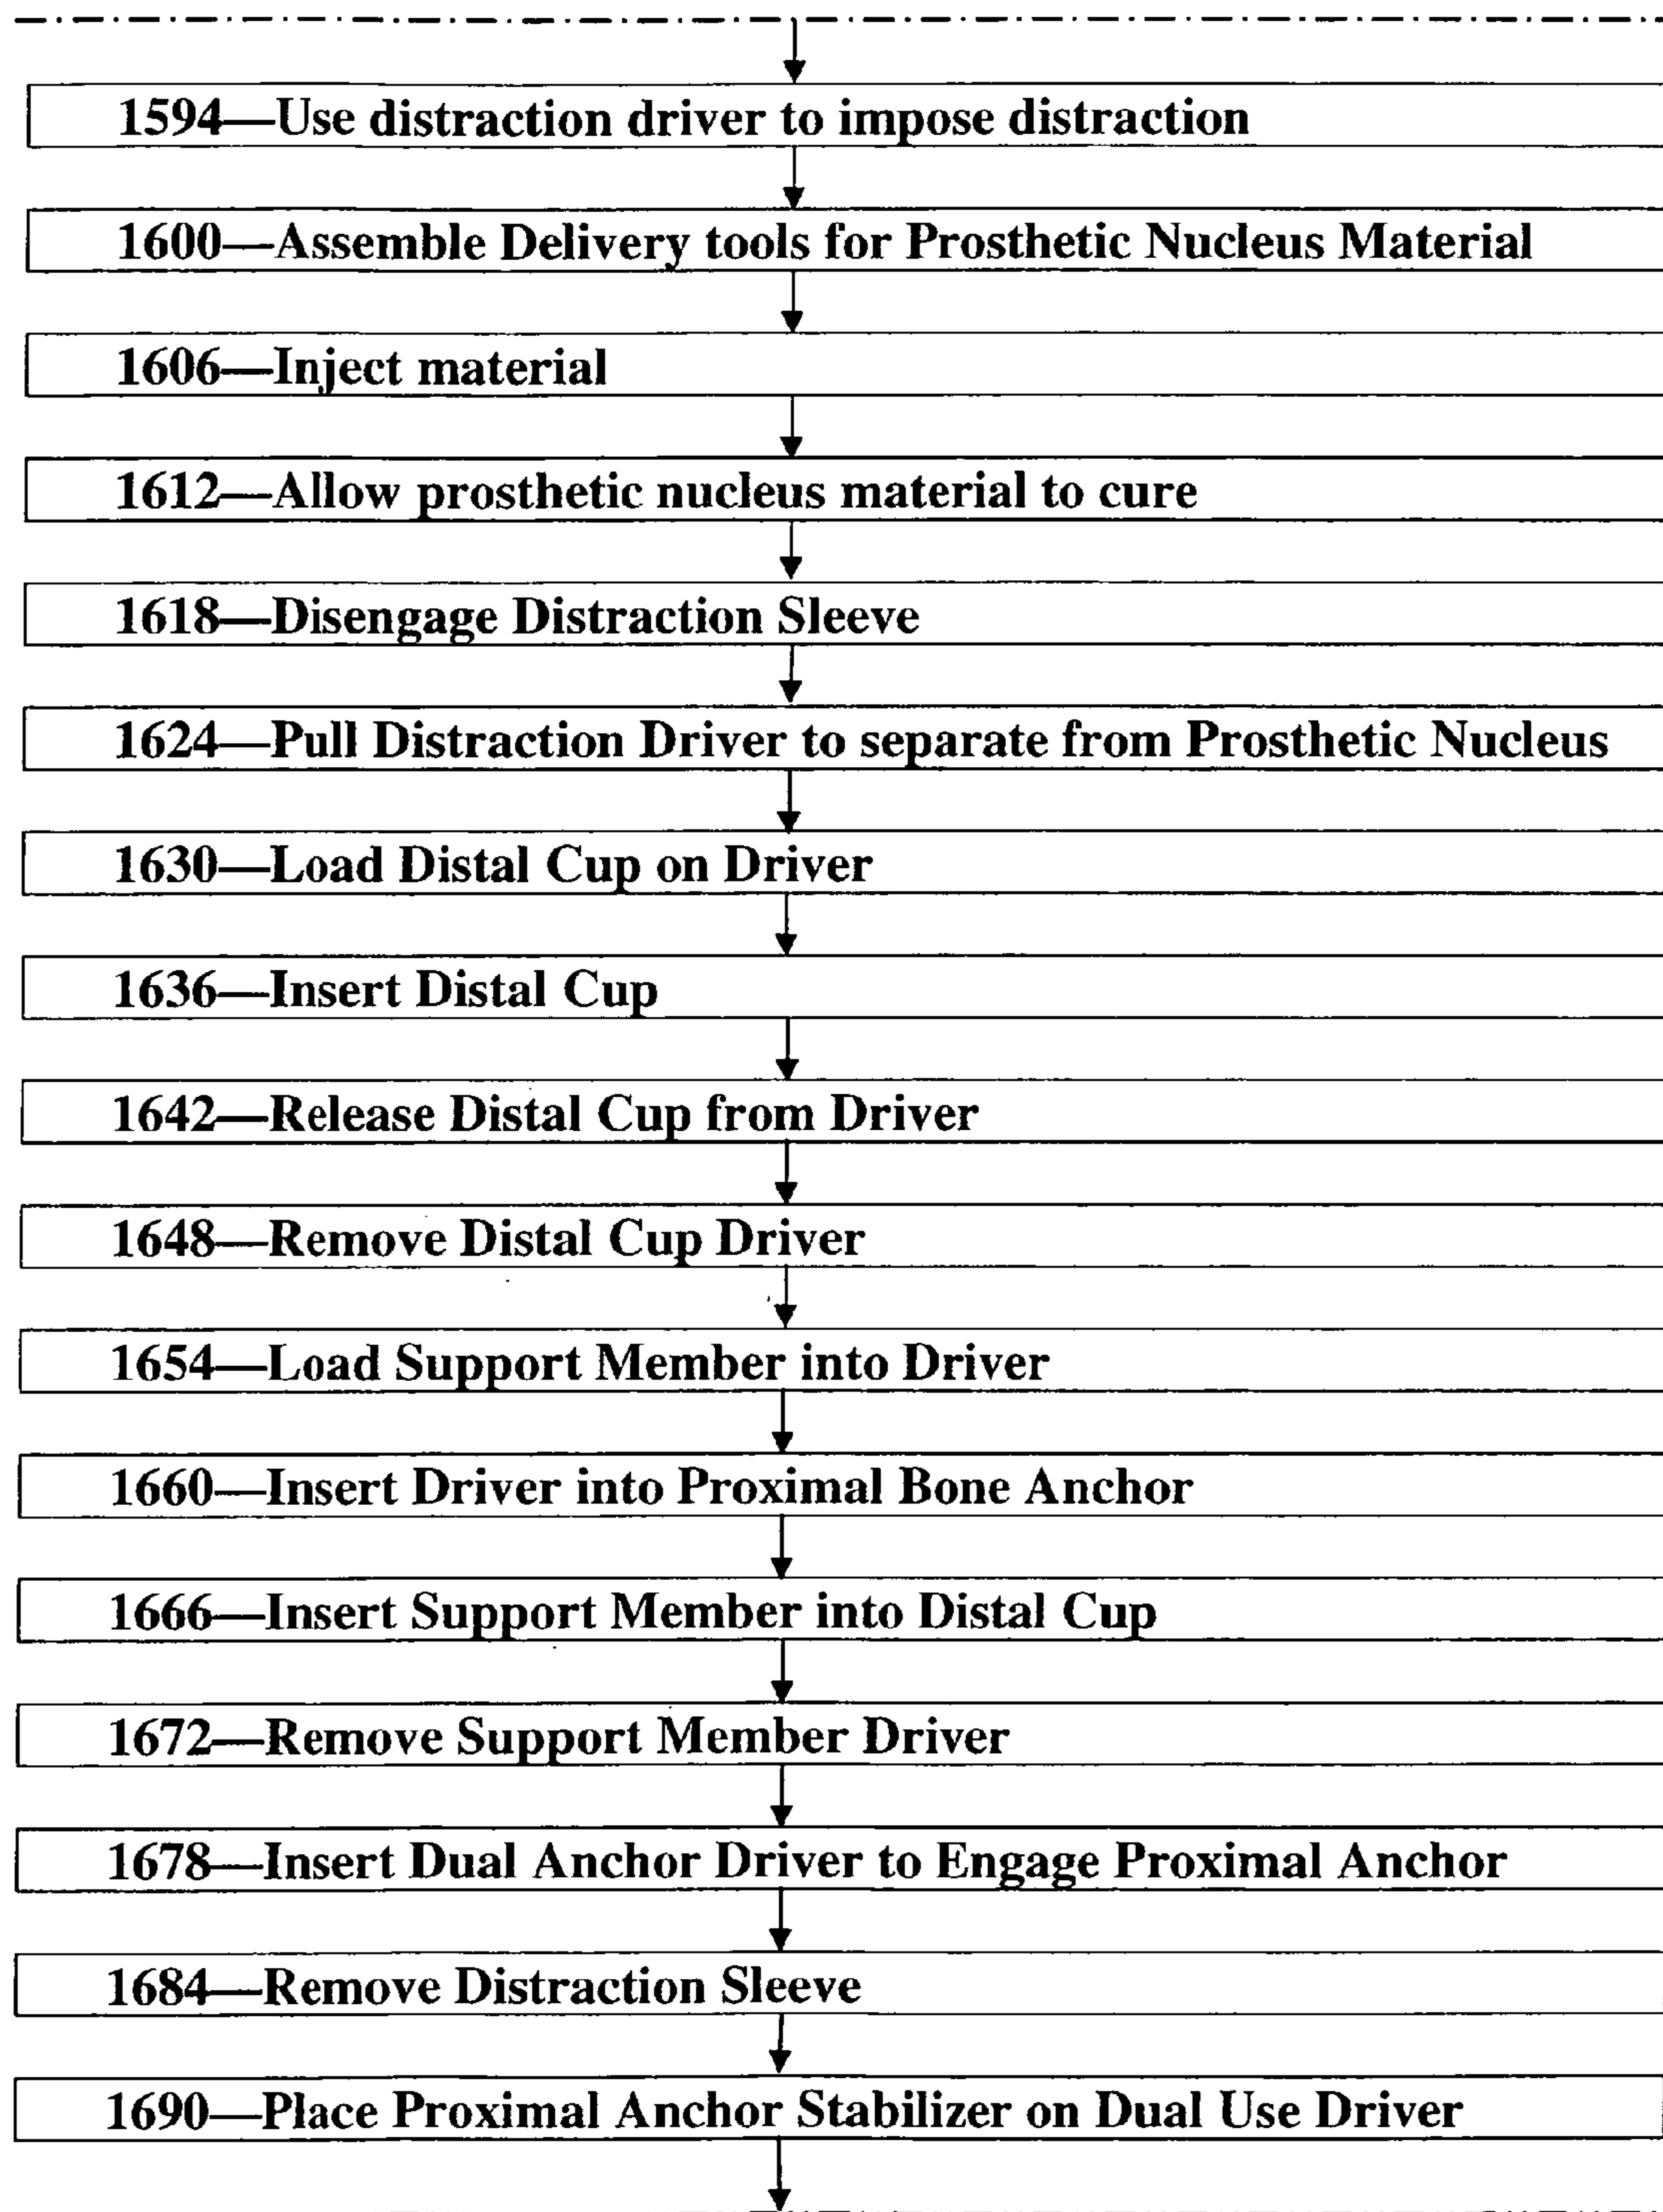 1594—Use distraction driver to impose distraction
1600—Assemble Delivery tools for Prosthetic Nucleus Material
1606—Inject material
1612—Allow prosthetic nucleus material to cure
1618—Disengage Distraction Sleeve
1624—Pull Distraction Driver to separate from Prosthetic Nucleus
1630—Load Distal Cup on Driver
1636—Insert Distal Cup
1642—Release Distal Cup from Driver
1648—Remove Distal Cup Driver
1654—Load Support Member into Driver
1660—Insert Driver into Proximal Bone Anchor
1666—Insert Support Member into Distal Cup
1672—Remove Support Member Driver
1678—Insert Dual Anchor Driver to Engage Proximal Anchor
1684—Remove Distraction Sleeve
1690—Place Proximal Anchor Stabilizer on Dual Use Driver